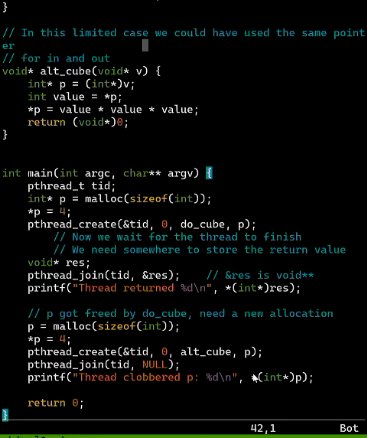 }
// In this limited case we could have used the same point
er
// for in and out
void* alt_cube(void* v) {
    int* p = (int*)v;
    int value = *p;
    *p = value * value * value;
    return (void*)0;
}
int main(int argc, char** argv) {
    pthread_t tid;
    int* p = malloc(sizeof(int));
    *p = 4;
    pthread_create(&tid, 0, do_cube, p);
        // Now we wait for the thread to finish
        // We need somewhere to store the return value
    void* res;
    pthread_join(tid, &res);    // &res is void**
    printf("Thread returned %d\n", *(int*)res);
    // p got freed by do_cube, need a new allocation
    p = malloc(sizeof(int));
    *p = 4;
    pthread_create(&tid, 0, alt_cube, p);
    pthread_join(tid, NULL);
    printf("Thread clobbered p: %d\n", *(int*)p);
    return 0;
}
42,1 Bot